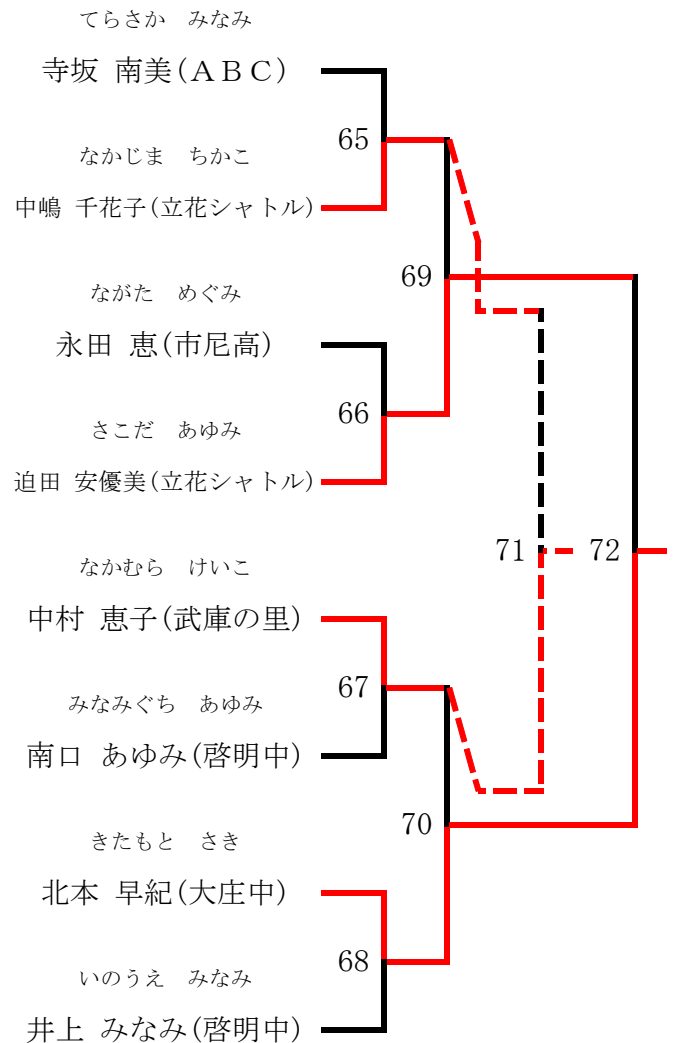 てらさか　みなみ
寺坂 南美(ＡＢＣ)
65
なかじま　ちかこ
中嶋 千花子(立花シャトル)
69
ながた　めぐみ
永田 恵(市尼高)
66
さこだ　あゆみ
迫田 安優美(立花シャトル)
71 72
なかむら　けいこ
中村 恵子(武庫の里)
67
みなみぐち　あゆみ
南口 あゆみ(啓明中)
70
きたもと　さき
北本 早紀(大庄中)
68
いのうえ　みなみ
井上 みなみ(啓明中)